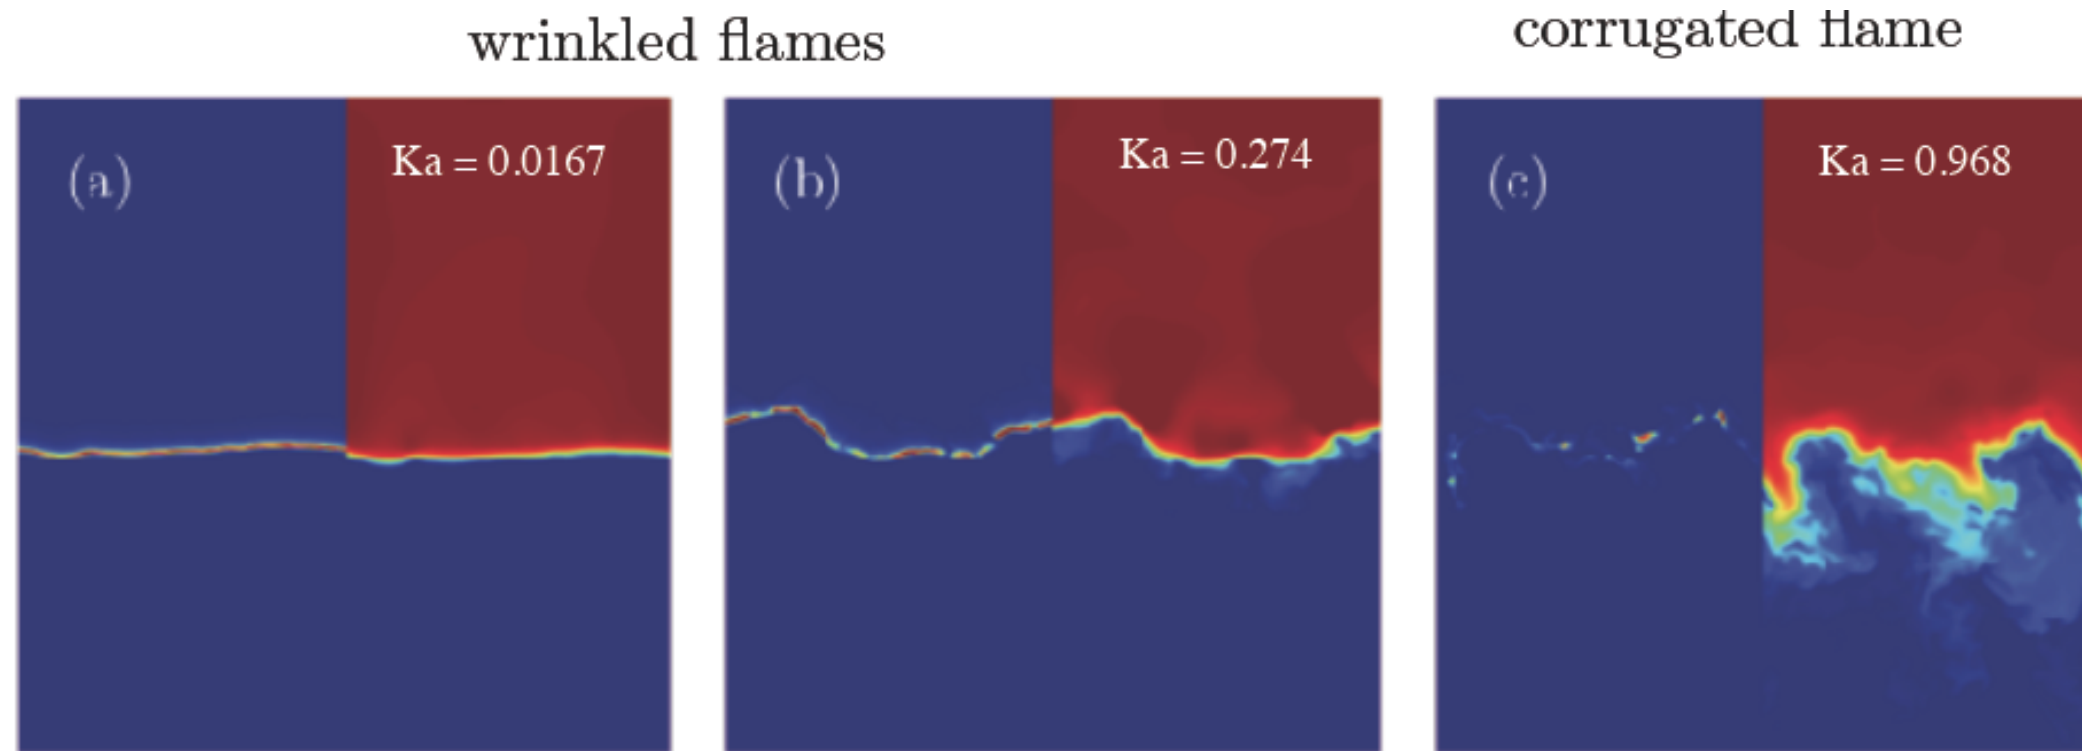 wrinkled flames
corrugated flame
(a)
Ka = 0.0167
(b)
Ka = 0.274
(c)
Ka = 0.968